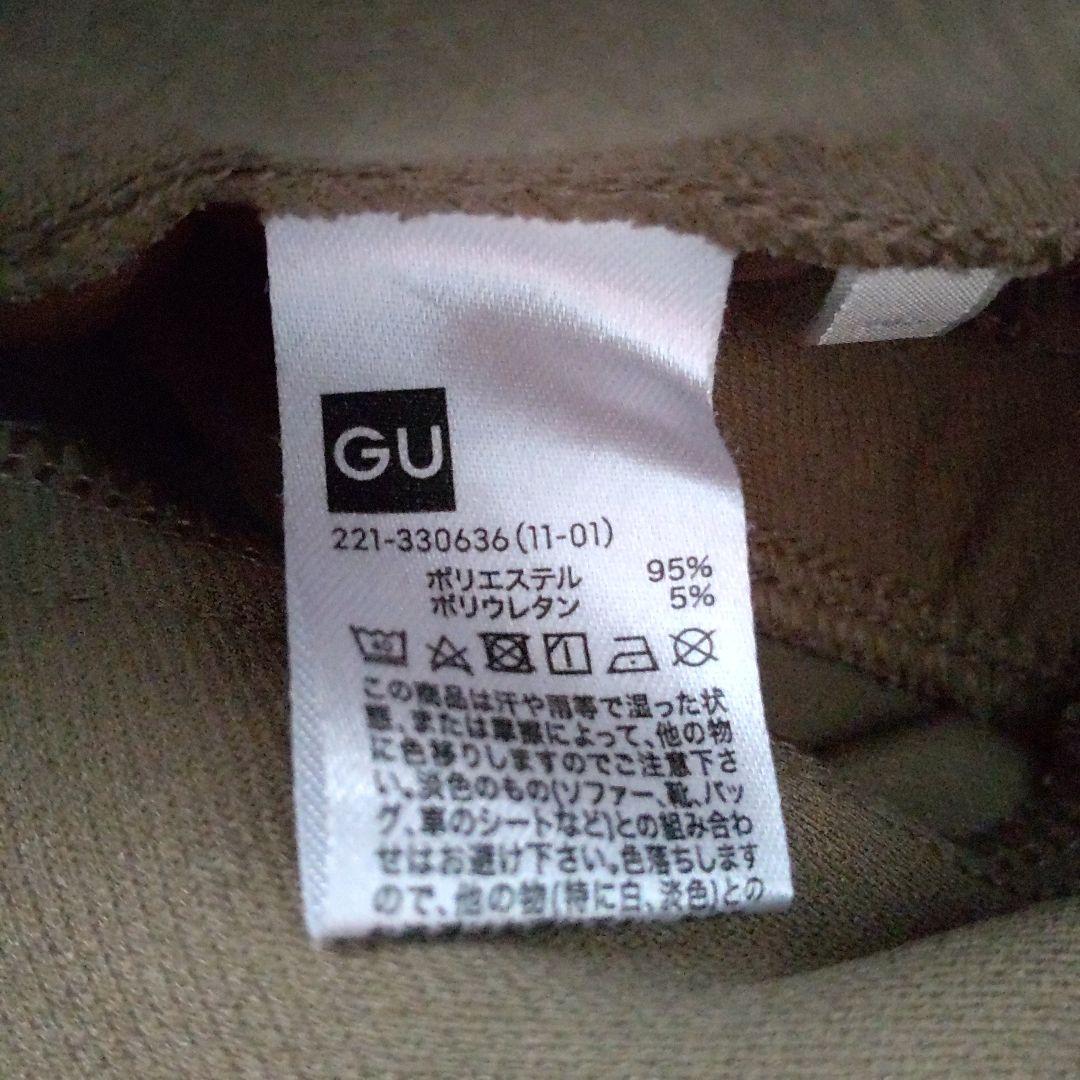 GU
221-330636(11-01)
ポリエステル 95%
ポリウレタン 5%
40
この商品は汗や雨等で湿った状
態、または摩擦によって、他の物
に色移りしますのでご注意下さ
い。淡色のもの(ソファー、靴、バッ
グ、車のシートなど)との組み合わ
せはお避け下さい。色落ちします
ので、他の物(特に白、淡色)との